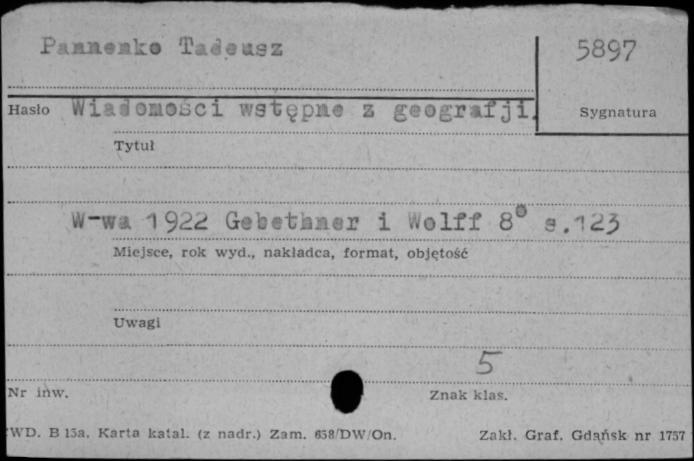 Pannenko Tadeusz
5897
Hasło Wiadomości wstępne z geografji.
Sygnatura
Tytuł
W-wa 1922 Gebethner i Wolff 8° s.123
Miejsce, rok wyd., nakładca, format, objętość
Uwagi
5
Nr inw.
Znak klas.
WD. B 15a. Karta katal. (z nadr.) Zam. 658/DW/On.
Zakł. Graf. Gdańsk nr 1757